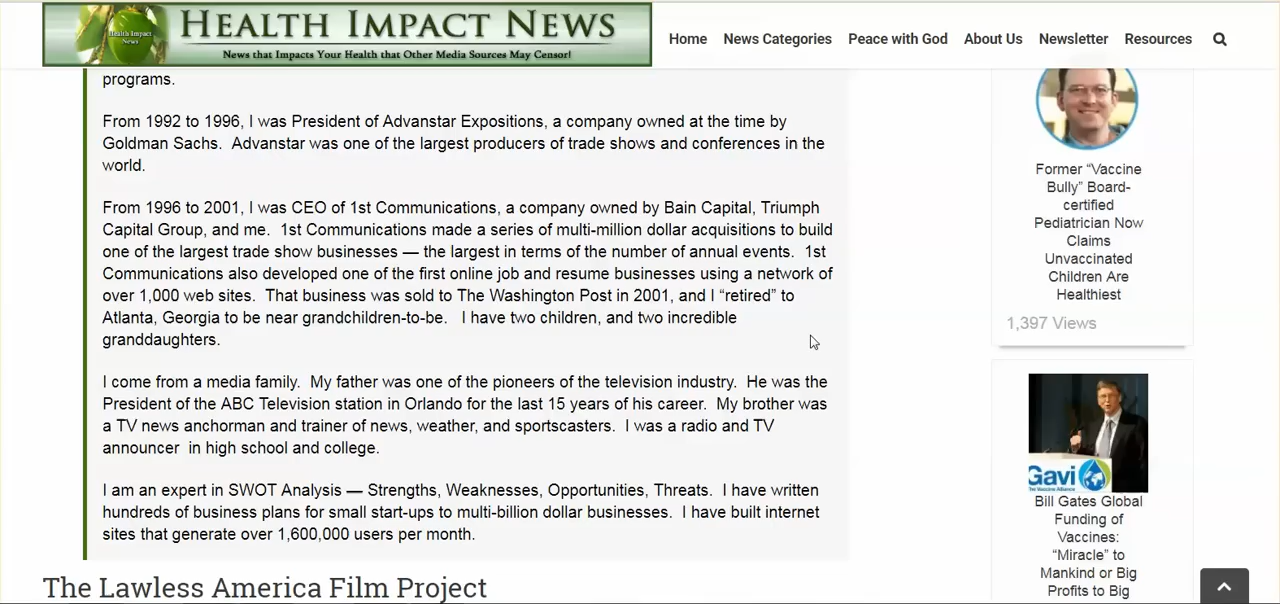 Health Impact News
HEALTH IMPACT NEWS
News that Impacts Your Health that Other Media Sources May Censor!
Home News Categories Peace with God About Us Newsletter Resources
programs.
From 1992 to 1996, I was President of Advanstar Expositions, a company owned at the time by
Goldman Sachs. Advanstar was one of the largest producers of trade shows and conferences in the
world.
From 1996 to 2001, I was CEO of 1st Communications, a company owned by Bain Capital, Triumph
Capital Group, and me. 1st Communications made a series of multi-million dollar acquisitions to build
one of the largest trade show businesses — the largest in terms of the number of annual events. 1st
Communications also developed one of the first online job and resume businesses using a network of
over 1,000 web sites. That business was sold to The Washington Post in 2001, and I “retired” to
Atlanta, Georgia to be near grandchildren-to-be. I have two children, and two incredible
granddaughters.
I come from a media family. My father was one of the pioneers of the television industry. He was the
President of the ABC Television station in Orlando for the last 15 years of his career. My brother was
a TV news anchorman and trainer of news, weather, and sportscasters. I was a radio and TV
announcer in high school and college.
I am an expert in SWOT Analysis — Strengths, Weaknesses, Opportunities, Threats. I have written
hundreds of business plans for small start-ups to multi-billion dollar businesses. I have built internet
sites that generate over 1,600,000 users per month.
The Lawless America Film Project
Former “Vaccine
Bully” Board-
certified
Pediatrician Now
Claims
Unvaccinated
Children Are
Healthiest
1,397 Views
Gavi
Bill Gates Global
Funding of
Vaccines:
“Miracle” to
Mankind or Big
Profits to Big